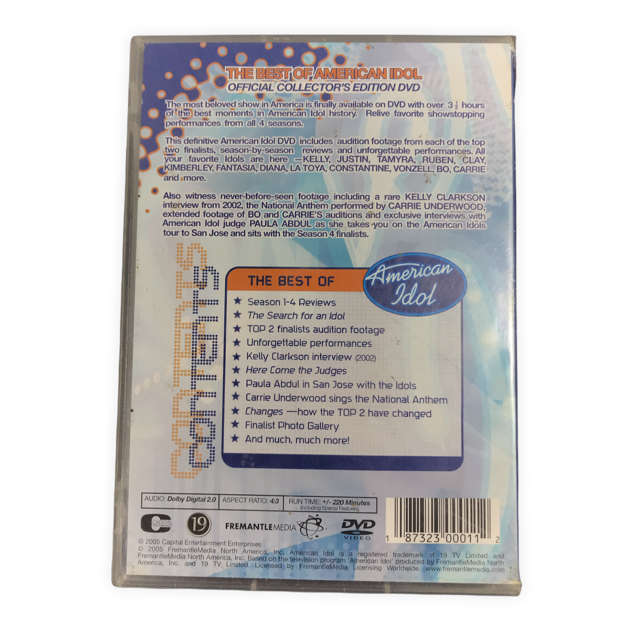 THE BEST OF AMERICAN IDOL
OFFICIAL COLLECTOR'S EDITION DVD
The most beloved show in America is finally available on DVD with over 3 ½ hours
of the best moments in American Idol history. Relive favorite showstopping
performances from all 4 seasons.
This definitive American Idol DVD includes audition footage from each of the top
two finalists, season-by-season reviews and unforgettable performances. All
your favorite Idols are here —KELLY, JUSTIN, TAMYRA, RUBEN, CLAY,
KIMBERLEY, FANTASIA, DIANA, LA TOYA, CONSTANTINE, VONZELL, BO, CARRIE
and more.
Also witness never-before-seen footage including a rare KELLY CLARKSON
interview from 2002, the National Anthem performed by CARRIE UNDERWOOD,
extended footage of BO and CARRIE'S auditions and exclusive interviews with
American Idol judge PAULA ABDUL as she takes you on the American Idols
tour to San Jose and sits with the Season 4 finalists.
CONTENTS
CONTENTS
THE BEST OF
American
Idol
★ Season 1-4 Reviews
★ The Search for an Idol
★ TOP 2 finalists audition footage
★ Unforgettable performances
★ Kelly Clarkson interview (2002)
★ Here Come the Judges
★ Paula Abdul in San Jose with the Idols
★ Carrie Underwood sings the National Anthem
★ Changes —how the TOP 2 have changed
★ Finalist Photo Gallery
★ And much, much more!
AUDIO: Dolby Digital 2.0
ASPECT RATIO: 4:3
RUN TIME: +/- 220 Minutes
(Including Special Features)
19
FREMANTLEMEDIA
DVD
VIDEO
1 87323 00011 2
© 2005 Capital Entertainment Enterprises
© 2005 FremantleMedia North America, Inc. American Idol is a registered trademark of 19 TV Limited and
FremantleMedia North America, Inc. Based on the television program 'American Idol' produced by FremantleMedia North
America, Inc. and 19 TV Limited. Licensed by FremantleMedia Licensing Worldwide. www.fremantlemedia.com